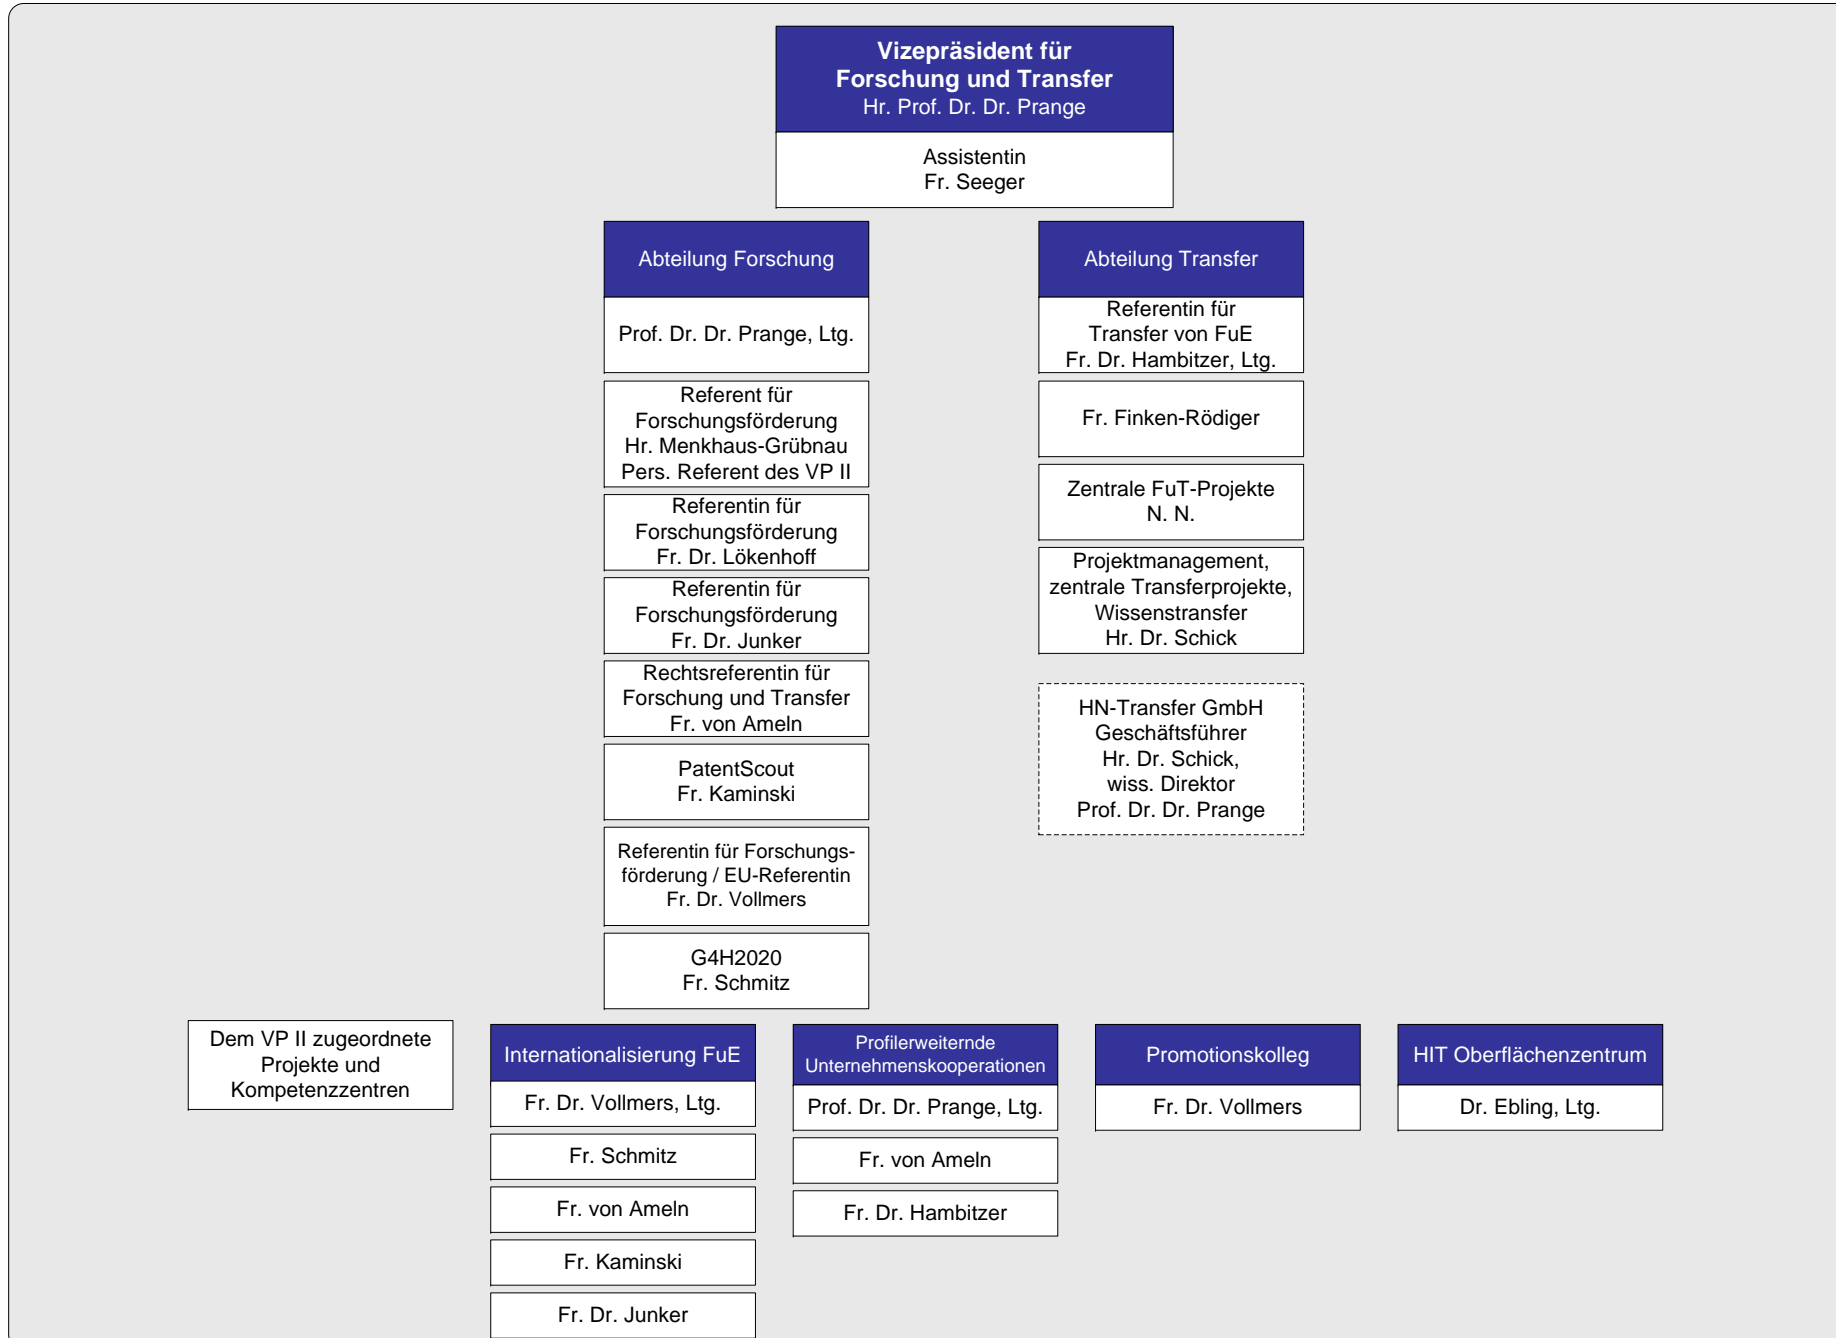 Vizepräsident für
Forschung und Transfer
Hr. Prof. Dr. Dr. Prange
Assistentin
Fr. Seeger
Abteilung Forschung
Prof. Dr. Dr. Prange, Ltg.
Referent für
Forschungsförderung
Hr. Menkhaus-Grübnau
Pers. Referent des VP II
Referentin für
Forschungsförderung
Fr. Dr. Lökenhoff
Referentin für
Forschungsförderung
Fr. Dr. Junker
Rechtsreferentin für
Forschung und Transfer
Fr. von Ameln
PatentScout
Fr. Kaminski
Referentin für Forschungs-
förderung / EU-Referentin
Fr. Dr. Vollmers
G4H2020
Fr. Schmitz
Abteilung Transfer
Referentin für
Transfer von FuE
Fr. Dr. Hambitzer, Ltg.
Fr. Finken-Rödiger
Zentrale FuT-Projekte
N. N.
Projektmanagement,
zentrale Transferprojekte,
Wissenstransfer
Hr. Dr. Schick
HN-Transfer GmbH
Geschäftsführer
Hr. Dr. Schick,
wiss. Direktor
Prof. Dr. Dr. Prange
Dem VP II zugeordnete
Projekte und
Kompetenzzentren
Internationalisierung FuE
Fr. Dr. Vollmers, Ltg.
Fr. Schmitz
Fr. von Ameln
Fr. Kaminski
Fr. Dr. Junker
Profilerweiternde
Unternehmenskooperationen
Prof. Dr. Dr. Prange, Ltg.
Fr. von Ameln
Fr. Dr. Hambitzer
Promotionskolleg
Fr. Dr. Vollmers
HIT Oberflächenzentrum
Dr. Ebling, Ltg.